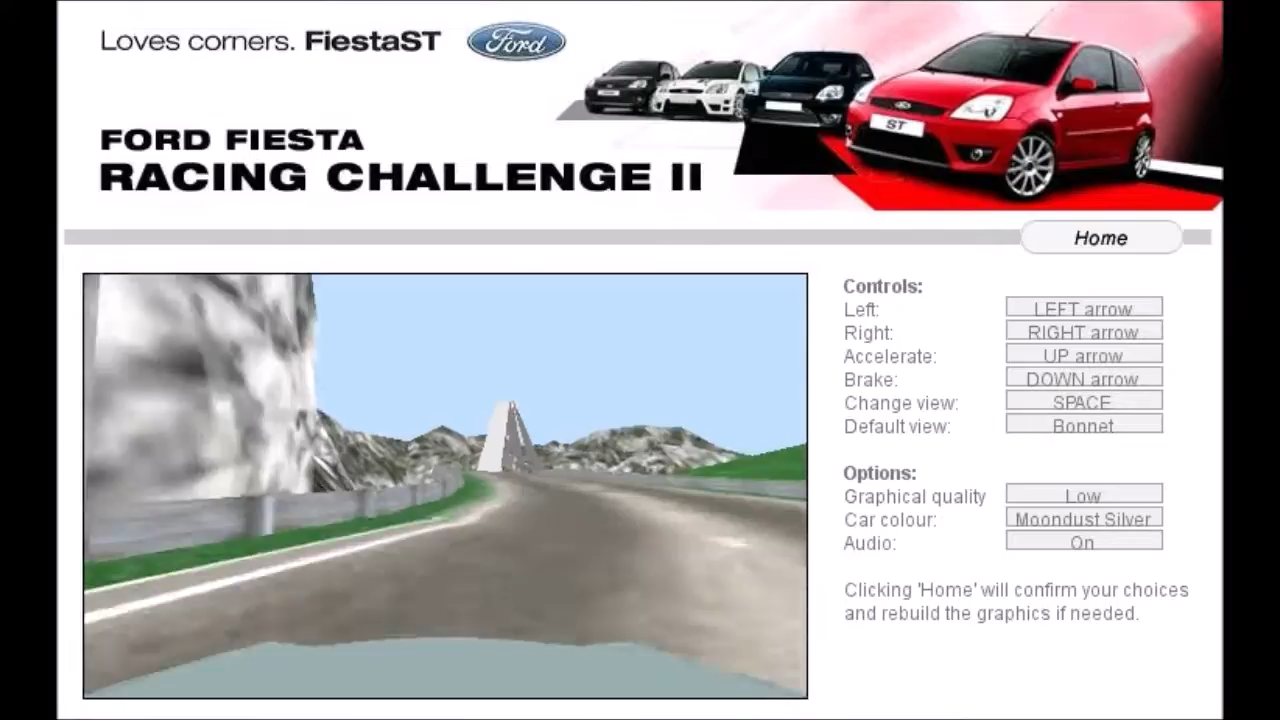 Loves corners. FiestaST Ford
ST
FORD FIESTA
RACING CHALLENGE II
Home
Controls:
Left: LEFT arrow
Right: RIGHT arrow
Accelerate: UP arrow
Brake: DOWN arrow
Change view: SPACE
Default view: Bonnet
Options:
Graphical quality Low
Car colour: Moondust Silver
Audio: On
Clicking 'Home' will confirm your choices
and rebuild the graphics if needed.